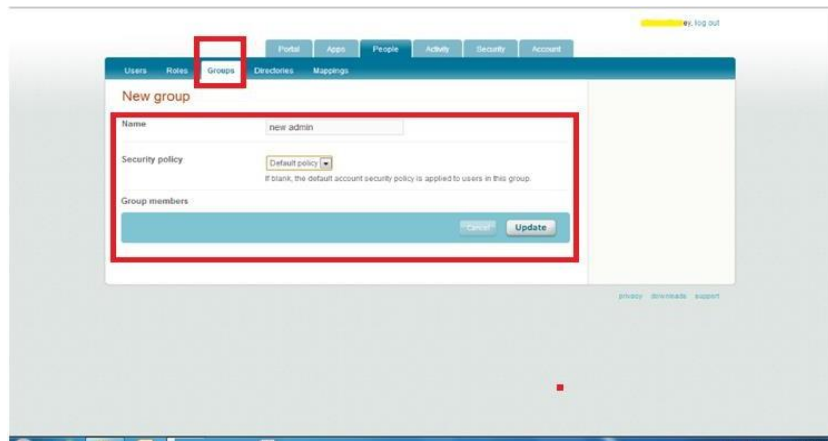 ey, log out
Portal Apps People Activity Security Account
Users Roles Groups Directories Mappings
New group
Name
new admin
Security policy
Default policy
If blank, the default account security policy is applied to users in this group.
Group members
Cancel Update
privacy downloads support